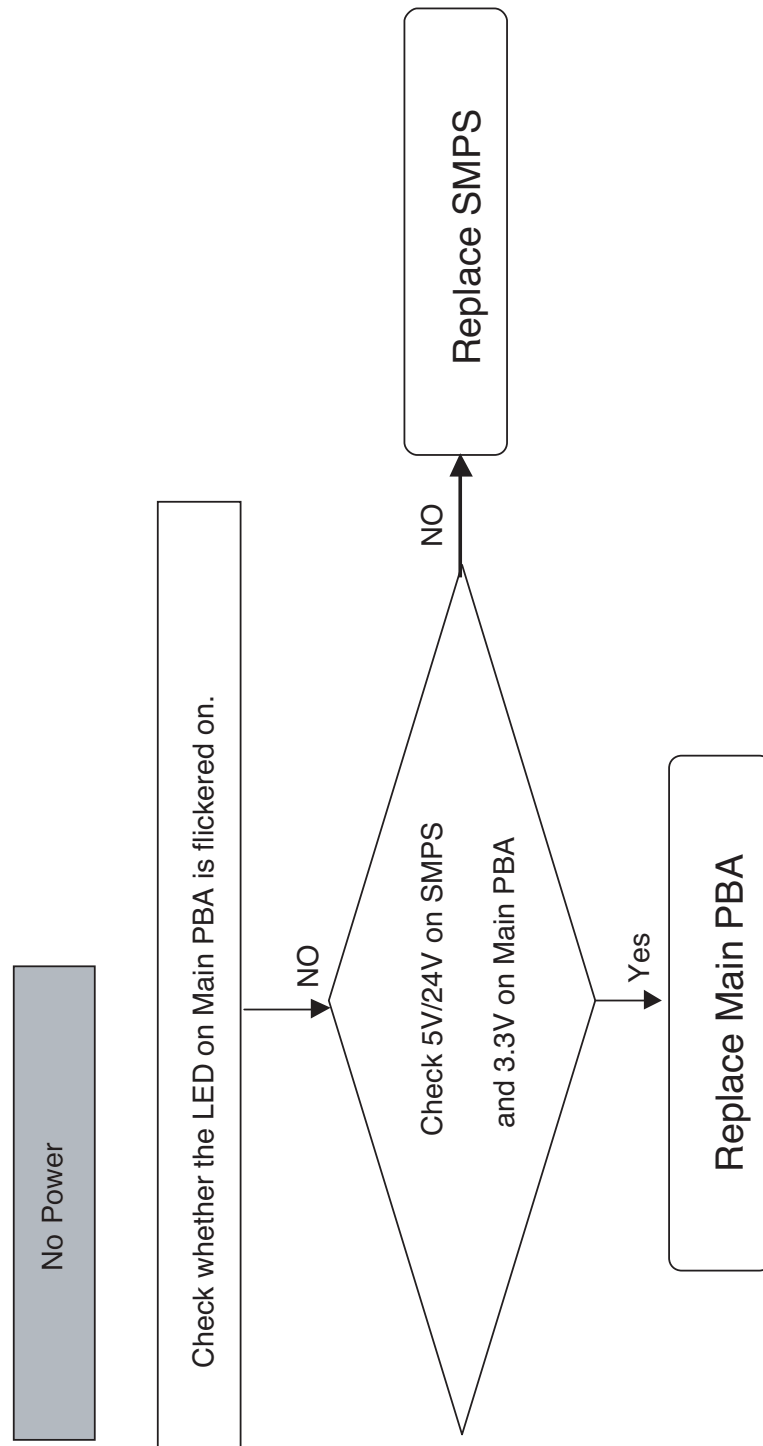 No Power
Check whether the LED on Main PBA is flickered on.
NO
Check 5V/24V on SMPS
and 3.3V on Main PBA
NO
Replace SMPS
Yes
Replace Main PBA